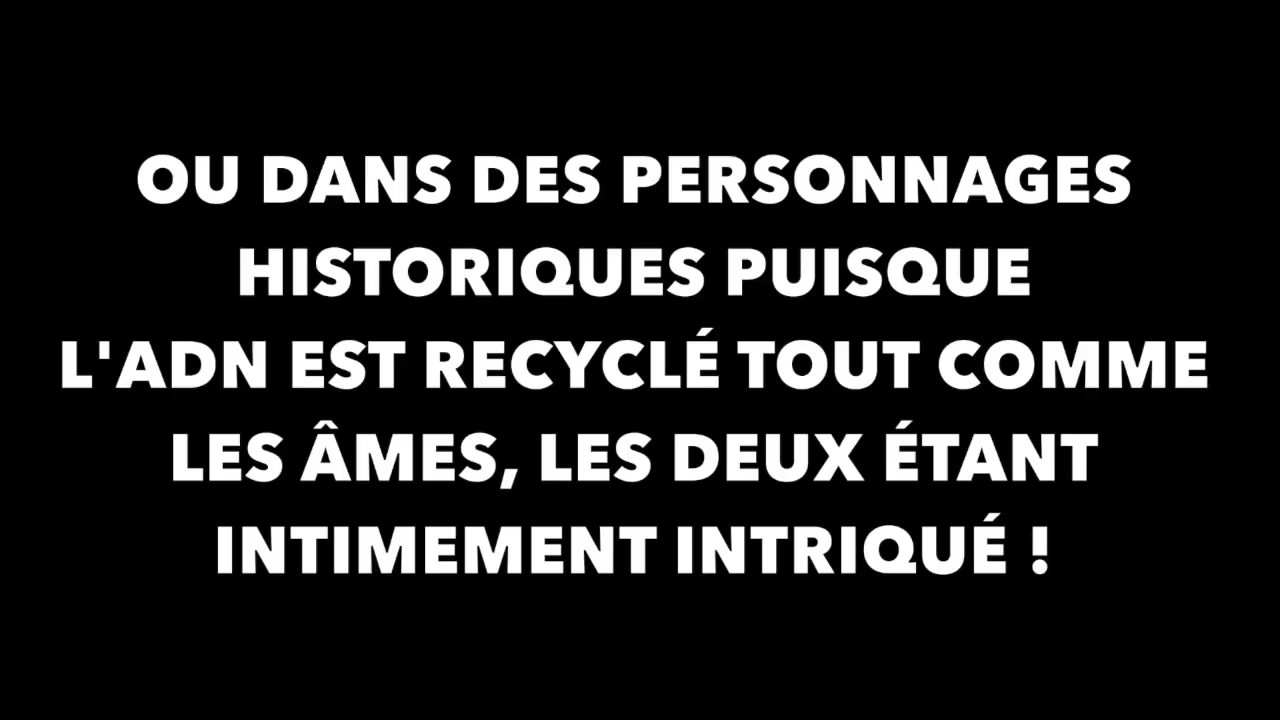 OU DANS DES PERSONNAGES
HISTORIQUES PUISQUE
L'ADN EST RECYCLÉ TOUT COMME
LES ÂMES, LES DEUX ÉTANT
INTIMEMENT INTRIQUÉ !